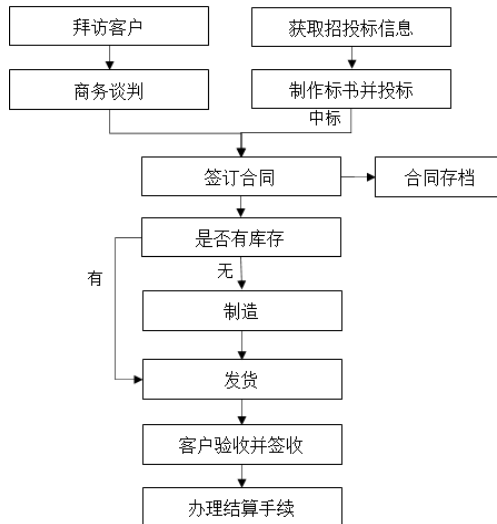 拜访客户
获取招投标信息
商务谈判
制作标书并投标
中标
签订合同
合同存档
是否有库存
有
无
制造
发货
客户验收并签收
办理结算手续